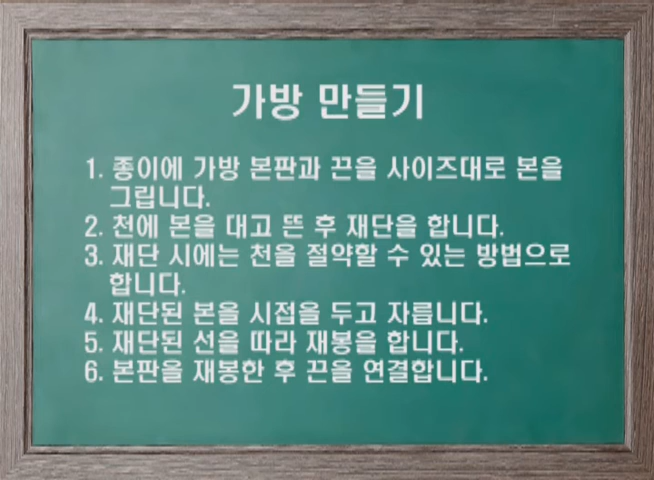 가방 만들기
1. 종이에 가방 본판과 끈을 사이즈대로 본을
그립니다.
2. 천에 본을 대고 뜬 후 재단을 합니다.
3. 재단 시에는 천을 절약할 수 있는 방법으로
합니다.
4. 재단된 본을 시접을 두고 자릅니다.
5. 재단된 선을 따라 재봉을 합니다.
6. 본판을 재봉한 후 끈을 연결합니다.